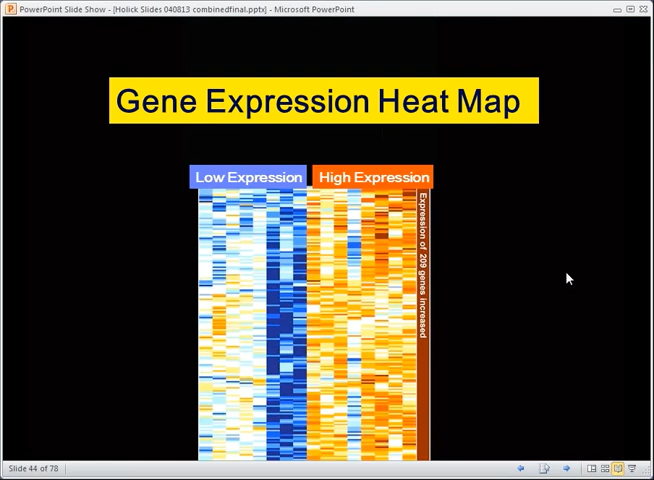 PowerPoint Slide Show - [Holick Slides 040813 combinedfinal.pptx] - Microsoft PowerPoint
Gene Expression Heat Map
Low Expression
High Expression
Expression of 209 genes increased
Slide 44 of 78